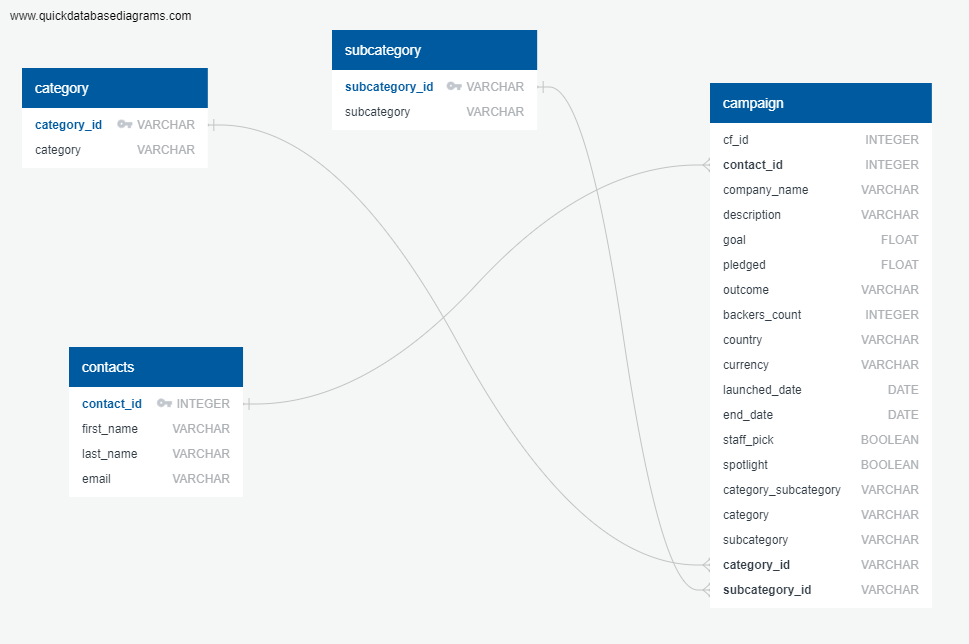 www.quickdatabasediagrams.com
category
category_id VARCHAR
category VARCHAR
subcategory
subcategory_id VARCHAR
subcategory VARCHAR
contacts
contact_id INTEGER
first_name VARCHAR
last_name VARCHAR
email VARCHAR
campaign
cf_id INTEGER
contact_id INTEGER
company_name VARCHAR
description VARCHAR
goal FLOAT
pledged FLOAT
outcome VARCHAR
backers_count INTEGER
country VARCHAR
currency VARCHAR
launched_date DATE
end_date DATE
staff_pick BOOLEAN
spotlight BOOLEAN
category_subcategory VARCHAR
category VARCHAR
subcategory VARCHAR
category_id VARCHAR
subcategory_id VARCHAR